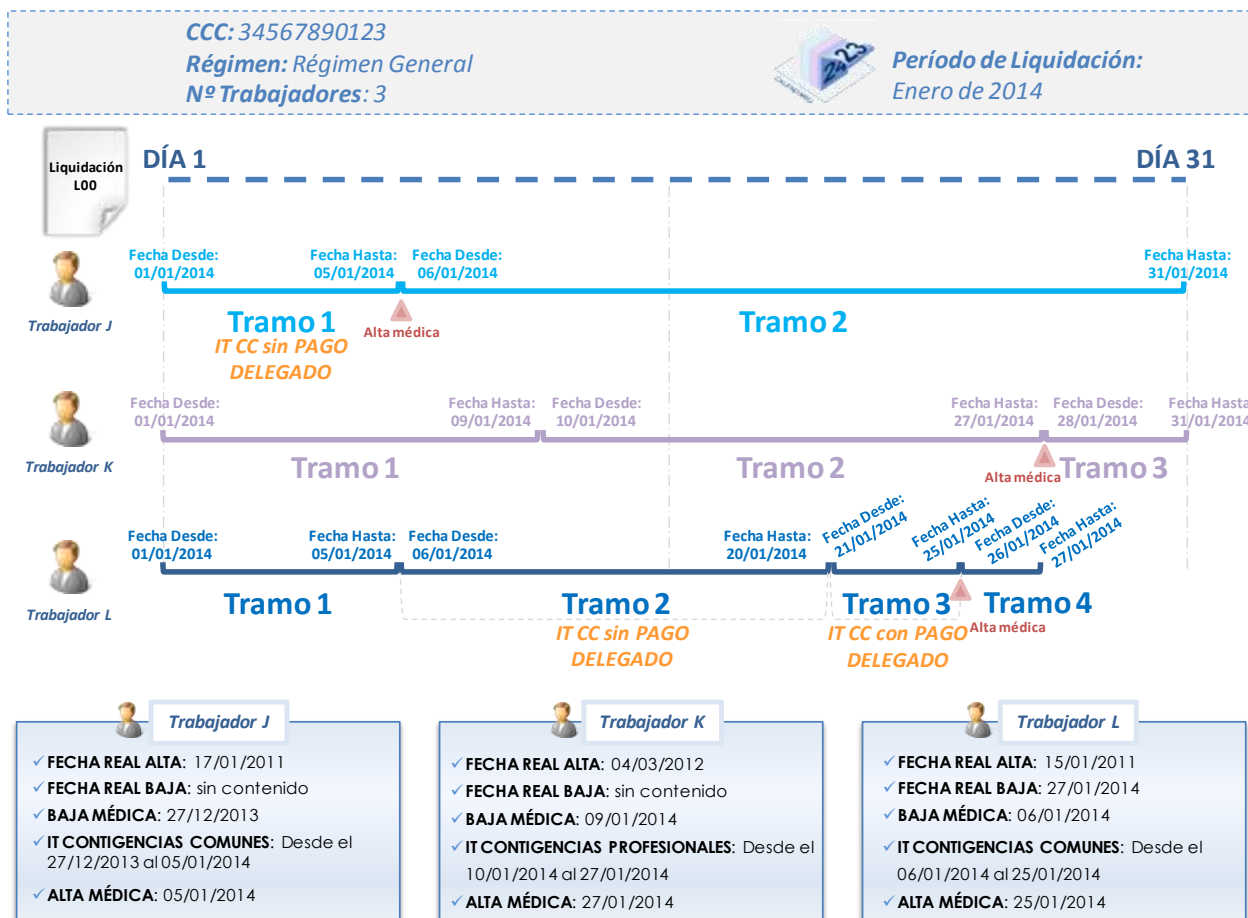 CCC: 34567890123
Régimen: Régimen General
Nº Trabajadores: 3
24 23
CALENDARIO
Período de Liquidación:
Enero de 2014
Liquidación
L00
DÍA 1
DÍA 31
Fecha Desde:
01/01/2014
Fecha Hasta:
05/01/2014
Fecha Desde:
06/01/2014
Fecha Hasta:
31/01/2014
Trabajador J
Tramo 1
Alta médica
Tramo 2
IT CC sin PAGO
DELEGADO
Fecha Desde:
01/01/2014
Fecha Hasta:
09/01/2014
Fecha Desde:
10/01/2014
Fecha Hasta:
27/01/2014
Fecha Desde:
28/01/2014
Fecha Hasta:
31/01/2014
Trabajador K
Tramo 1
Tramo 2
Alta médica
Tramo 3
Fecha Desde:
01/01/2014
Fecha Hasta:
05/01/2014
Fecha Desde:
06/01/2014
Fecha Hasta:
20/01/2014
Fecha Desde:
21/01/2014
Fecha Hasta:
25/01/2014
Fecha Desde:
26/01/2014
Fecha Hasta:
27/01/2014
Trabajador L
Tramo 1
Tramo 2
IT CC sin PAGO
DELEGADO
Tramo 3
IT CC con PAGO
DELEGADO
Alta médica
Tramo 4
Trabajador J
✓ FECHA REAL ALTA: 17/01/2011
✓ FECHA REAL BAJA: sin contenido
✓ BAJA MÉDICA: 27/12/2013
✓ IT CONTIGENCIAS COMUNES: Desde el
27/12/2013 al 05/01/2014
✓ ALTA MÉDICA: 05/01/2014
Trabajador K
✓ FECHA REAL ALTA: 04/03/2012
✓ FECHA REAL BAJA: sin contenido
✓ BAJA MÉDICA: 09/01/2014
✓ IT CONTIGENCIAS PROFESIONALES: Desde el
10/01/2014 al 27/01/2014
✓ ALTA MÉDICA: 27/01/2014
Trabajador L
✓ FECHA REAL ALTA: 15/01/2011
✓ FECHA REAL BAJA: 27/01/2014
✓ BAJA MÉDICA: 06/01/2014
✓ IT CONTIGENCIAS COMUNES: Desde el
06/01/2014 al 25/01/2014
✓ ALTA MÉDICA: 25/01/2014